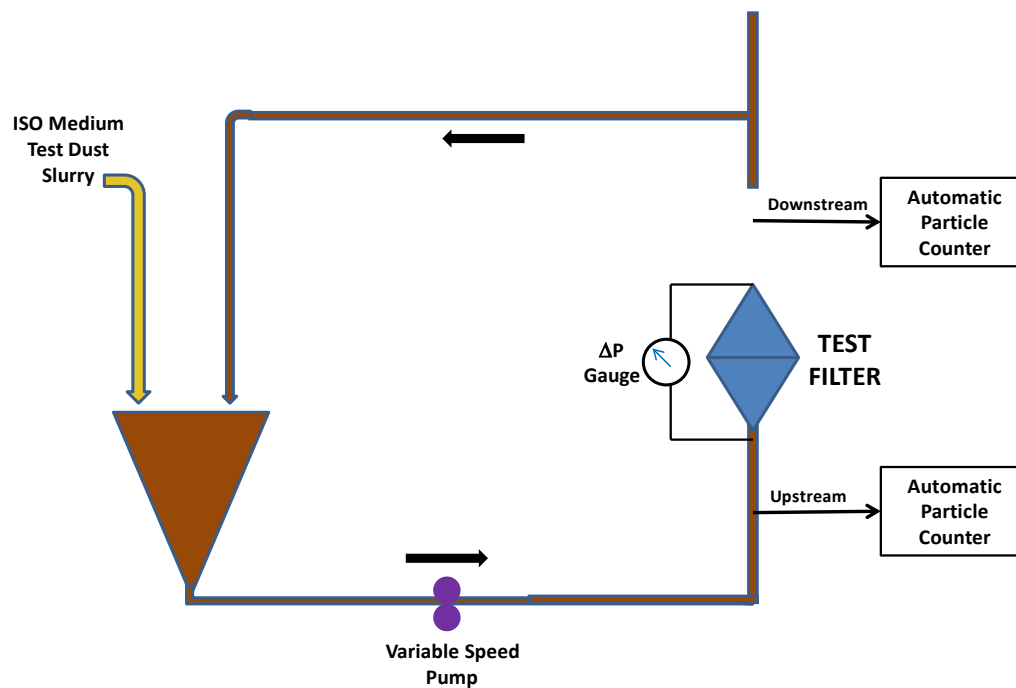 ISO Medium
Test Dust
Slurry
Downstream
Automatic
Particle
Counter
ΔP
Gauge
TEST
FILTER
Upstream
Automatic
Particle
Counter
Variable Speed
Pump